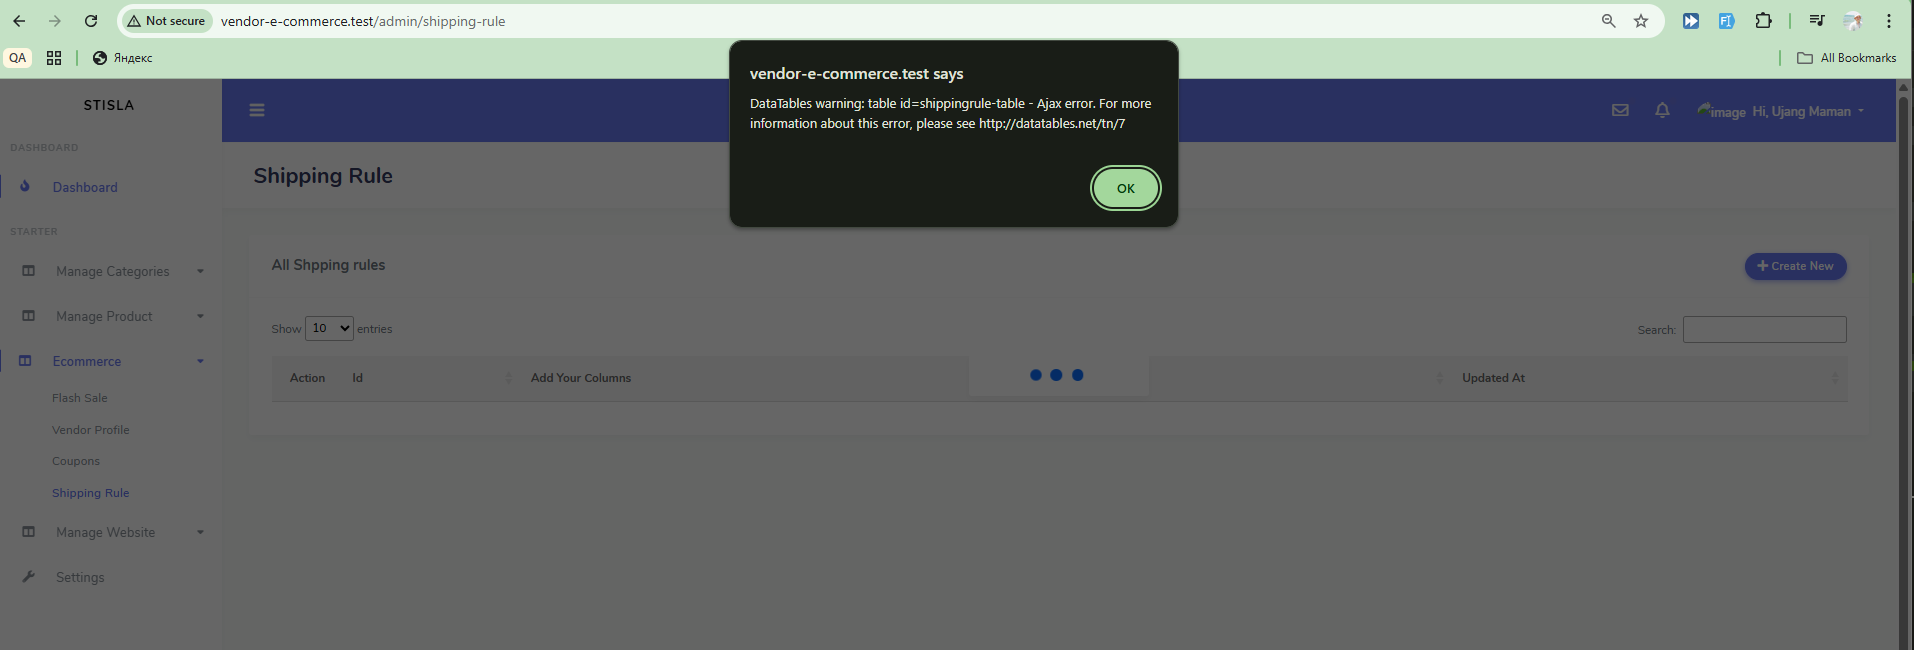 Not secure
vendor-e-commerce.test/admin/shipping-rule
QA
Яндекс
All Bookmarks
vendor-e-commerce.test says
DataTables warning: table id=shippingrule-table - Ajax error. For more
information about this error, please see http://datatables.net/tn/7
OK
STISLA
image Hi, Ujang Maman
DASHBOARD
Dashboard
STARTER
Manage Categories
Manage Product
Ecommerce
Flash Sale
Vendor Profile
Coupons
Shipping Rule
Manage Website
Settings
Shipping Rule
All Shpping rules
Create New
Show 10 entries
Search:
Action Id Add Your Columns Updated At